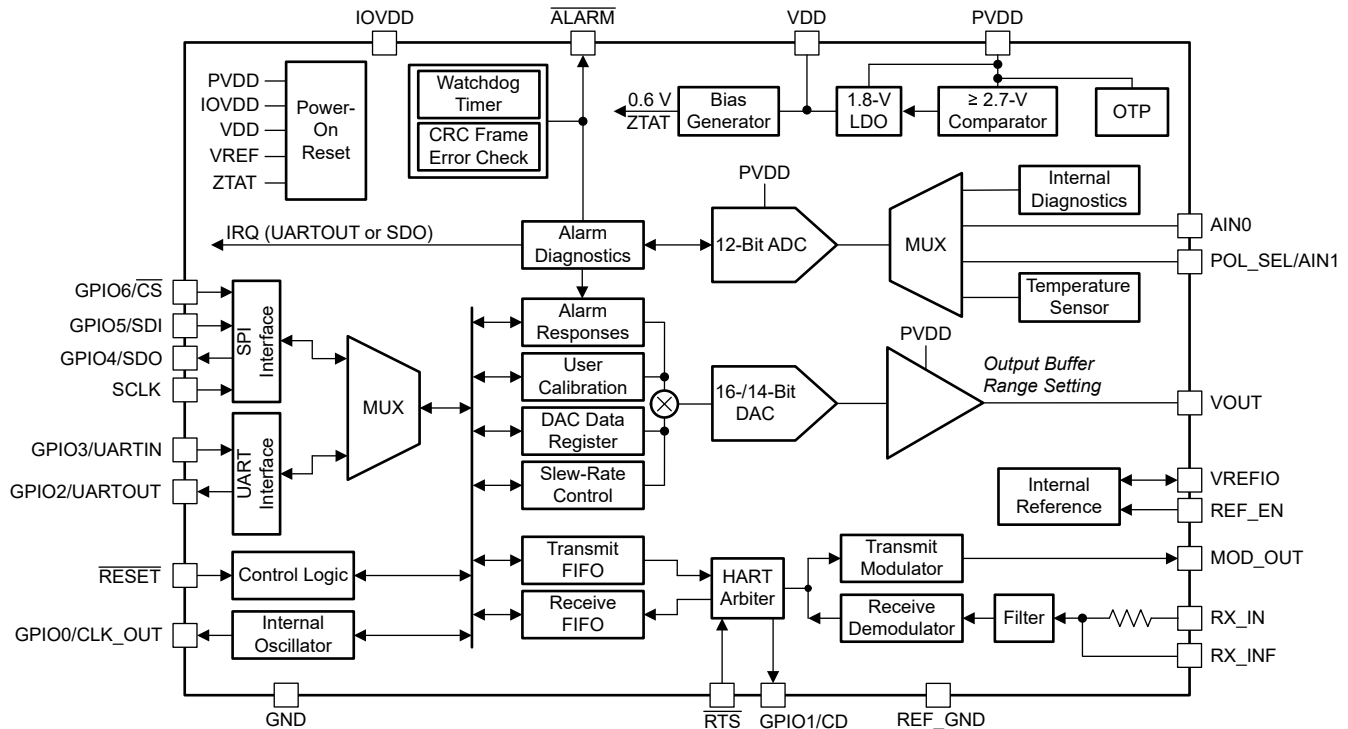 IOVDD
ALARM
VDD
PVDD
PVDD
IOVDD
VDD
VREF
ZTAT
Power-
On
Reset
Watchdog
Timer
CRC Frame
Error Check
0.6 V
ZTAT
Bias
Generator
1.8-V
LDO
≥ 2.7-V
Comparator
OTP
PVDD
12-Bit ADC
MUX
Internal
Diagnostics
AIN0
POL_SEL/AIN1
Temperature
Sensor
IRQ (UARTOUT or SDO)
Alarm
Diagnostics
GPIO6/CS
GPIO5/SDI
GPIO4/SDO
SCLK
SPI
Interface
GPIO3/UARTIN
GPIO2/UARTOUT
UART
Interface
MUX
Alarm
Responses
User
Calibration
DAC Data
Register
Slew-Rate
Control
16-/14-Bit
DAC
PVDD
Output Buffer
Range Setting
VOUT
Internal
Reference
VREFIO
REF_EN
RESET
Control Logic
GPIO0/CLK_OUT
Internal
Oscillator
Transmit
FIFO
Receive
FIFO
HART
Arbiter
Transmit
Modulator
MOD_OUT
Receive
Demodulator
Filter
RX_IN
RX_INF
GND
RTS
GPIO1/CD
REF_GND